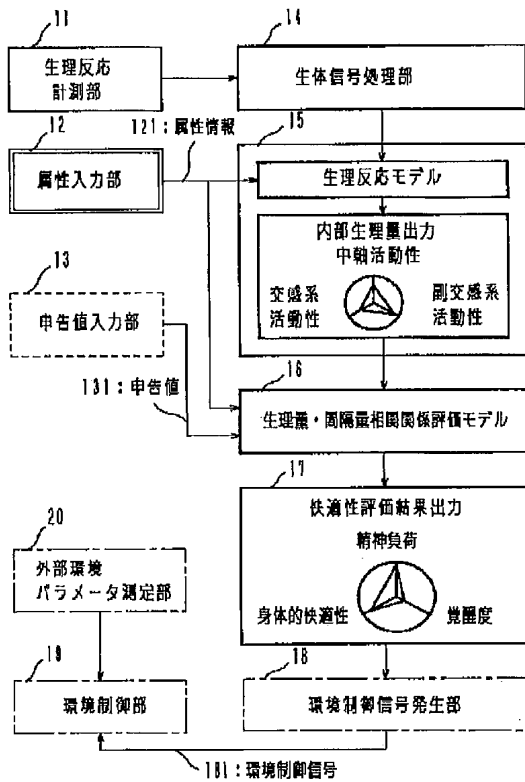 11
生理反応
計測部
14
生体信号処理部
12
属性入力部
121：属性情報
15
生理反応モデル
内部生理量出力
中軸活動性
交感系
活動性
副交感系
活動性
13
申告値入力部
131：申告値
16
生理量・間隔量相関関係評価モデル
17
快適性評価結果出力
精神負荷
身体的快適性
覚醒度
20
外部環境
パラメータ測定部
19
環境制御部
18
環境制御信号発生部
181：環境制御信号